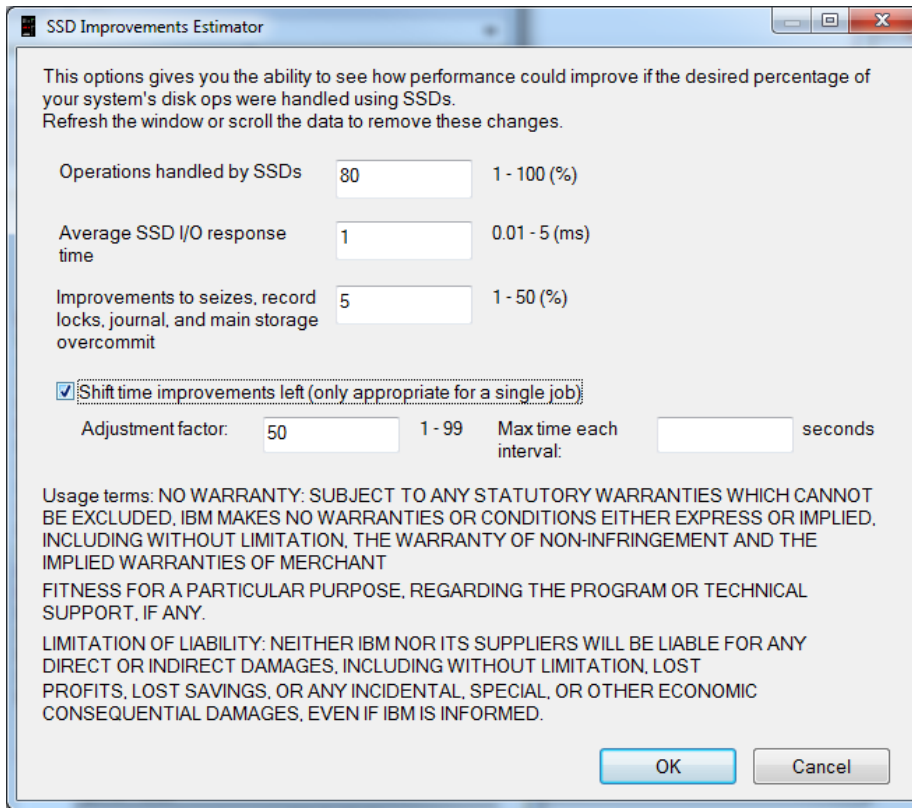 SSD Improvements Estimator
This options gives you the ability to see how performance could improve if the desired percentage of
your system's disk ops were handled using SSDs.
Refresh the window or scroll the data to remove these changes.
Operations handled by SSDs 80 1 - 100 (%)
Average SSD I/O response
time 1 0.01 - 5 (ms)
Improvements to seizes, record
locks, journal, and main storage
overcommit 5 1 - 50 (%)
Shift time improvements left (only appropriate for a single job)
Adjustment factor: 50 1 - 99 Max time each
interval: seconds
Usage terms: NO WARRANTY: SUBJECT TO ANY STATUTORY WARRANTIES WHICH CANNOT
BE EXCLUDED, IBM MAKES NO WARRANTIES OR CONDITIONS EITHER EXPRESS OR IMPLIED,
INCLUDING WITHOUT LIMITATION, THE WARRANTY OF NON-INFRINGEMENT AND THE
IMPLIED WARRANTIES OF MERCHANT
FITNESS FOR A PARTICULAR PURPOSE, REGARDING THE PROGRAM OR TECHNICAL
SUPPORT, IF ANY.
LIMITATION OF LIABILITY: NEITHER IBM NOR ITS SUPPLIERS WILL BE LIABLE FOR ANY
DIRECT OR INDIRECT DAMAGES, INCLUDING WITHOUT LIMITATION, LOST
PROFITS, LOST SAVINGS, OR ANY INCIDENTAL, SPECIAL, OR OTHER ECONOMIC
CONSEQUENTIAL DAMAGES, EVEN IF IBM IS INFORMED.
OK Cancel